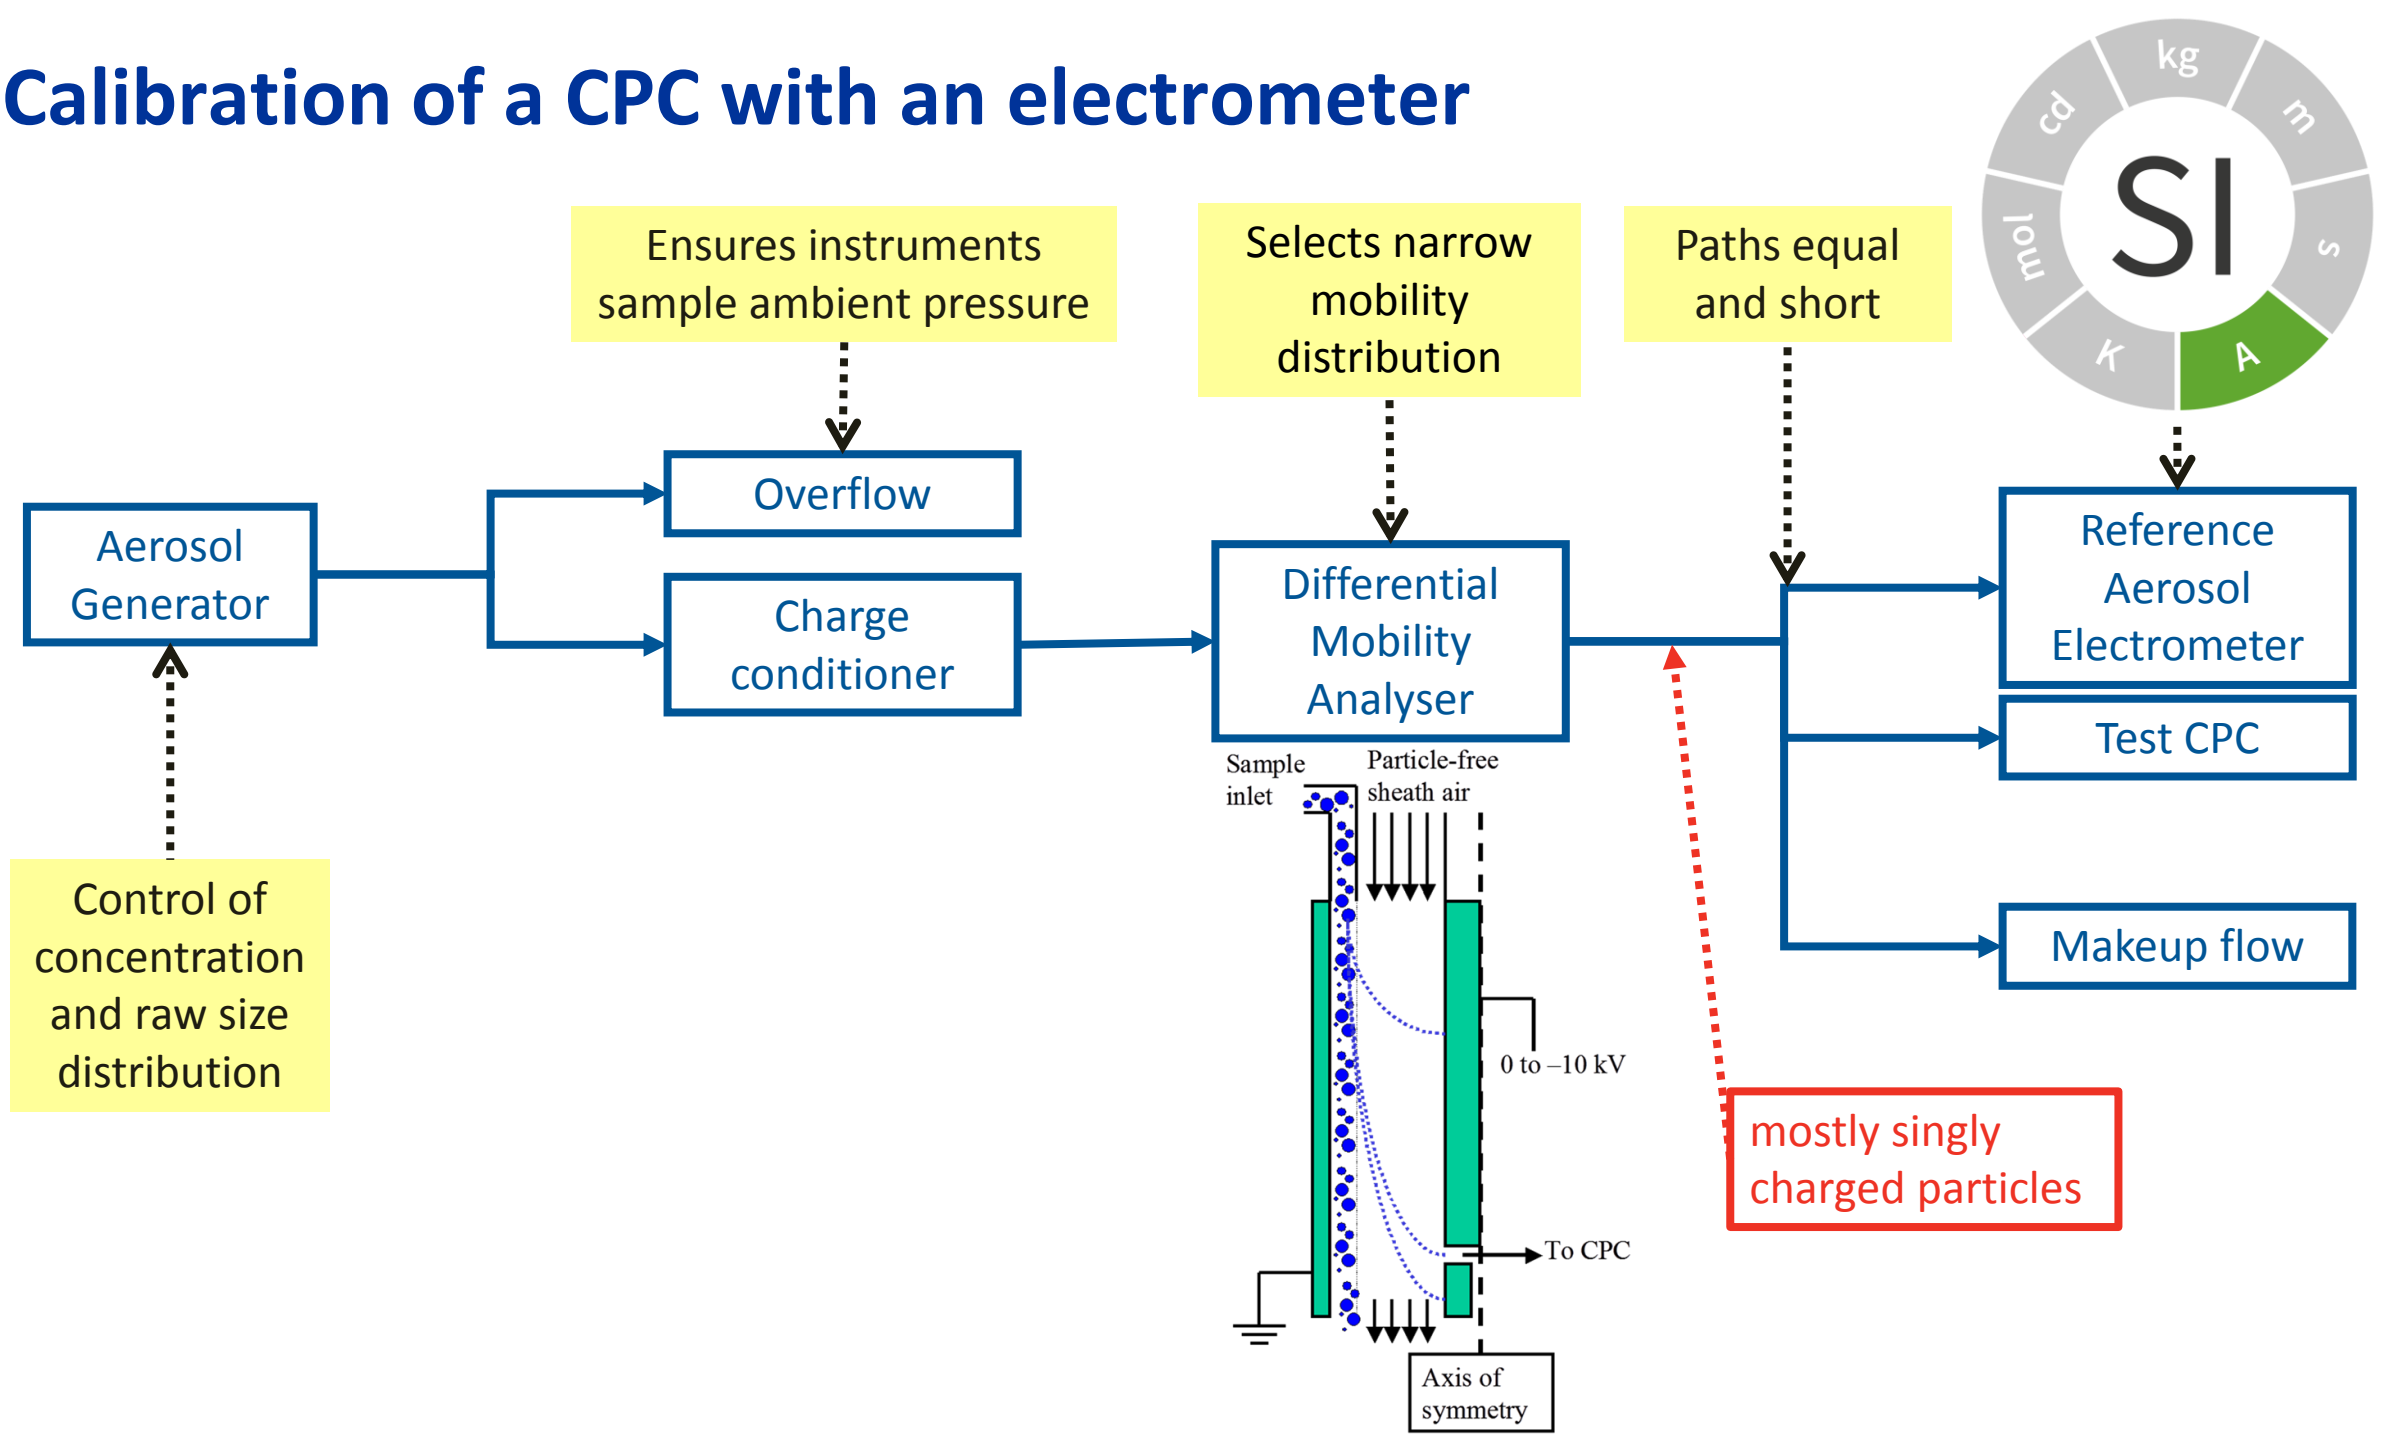 Calibration of a CPC with an electrometer
kg
m
s
A
K
mol
cd
SI
Ensures instruments
sample ambient pressure
Selects narrow
mobility
distribution
Paths equal
and short
Overflow
Aerosol
Generator
Charge
conditioner
Differential
Mobility
Analyser
Reference
Aerosol
Electrometer
Test CPC
Makeup flow
Control of
concentration
and raw size
distribution
Sample
inlet
Particle-free
sheath air
0 to –10 kV
To CPC
Axis of
symmetry
mostly singly
charged particles